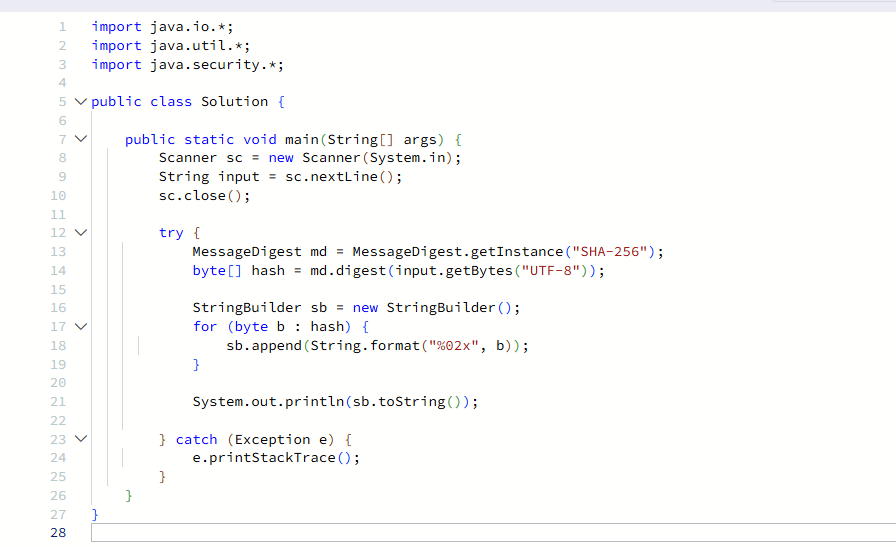 1 import java.io.*;
2 import java.util.*;
3 import java.security.*;
4
5 public class Solution {
6
7     public static void main(String[] args) {
8         Scanner sc = new Scanner(System.in);
9         String input = sc.nextLine();
10         sc.close();
11
12         try {
13             MessageDigest md = MessageDigest.getInstance("SHA-256");
14             byte[] hash = md.digest(input.getBytes("UTF-8"));
15
16             StringBuilder sb = new StringBuilder();
17             for (byte b : hash) {
18                 sb.append(String.format("%02x", b));
19             }
20
21             System.out.println(sb.toString());
22
23         } catch (Exception e) {
24             e.printStackTrace();
25         }
26     }
27 }
28